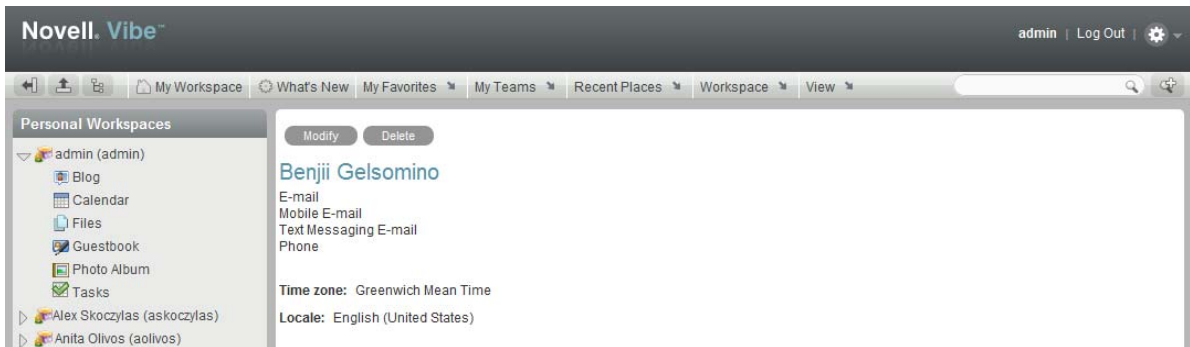 Novell. Vibe™
admin | Log Out |
My Workspace What's New My Favorites My Teams Recent Places Workspace View
Personal Workspaces
admin (admin)
Blog
Calendar
Files
Guestbook
Photo Album
Tasks
Alex Skoczylas (askoczylas)
Anita Olivos (aolivos)
Modify Delete
Benjii Gelsomino
E-mail
Mobile E-mail
Text Messaging E-mail
Phone
Time zone: Greenwich Mean Time
Locale: English (United States)